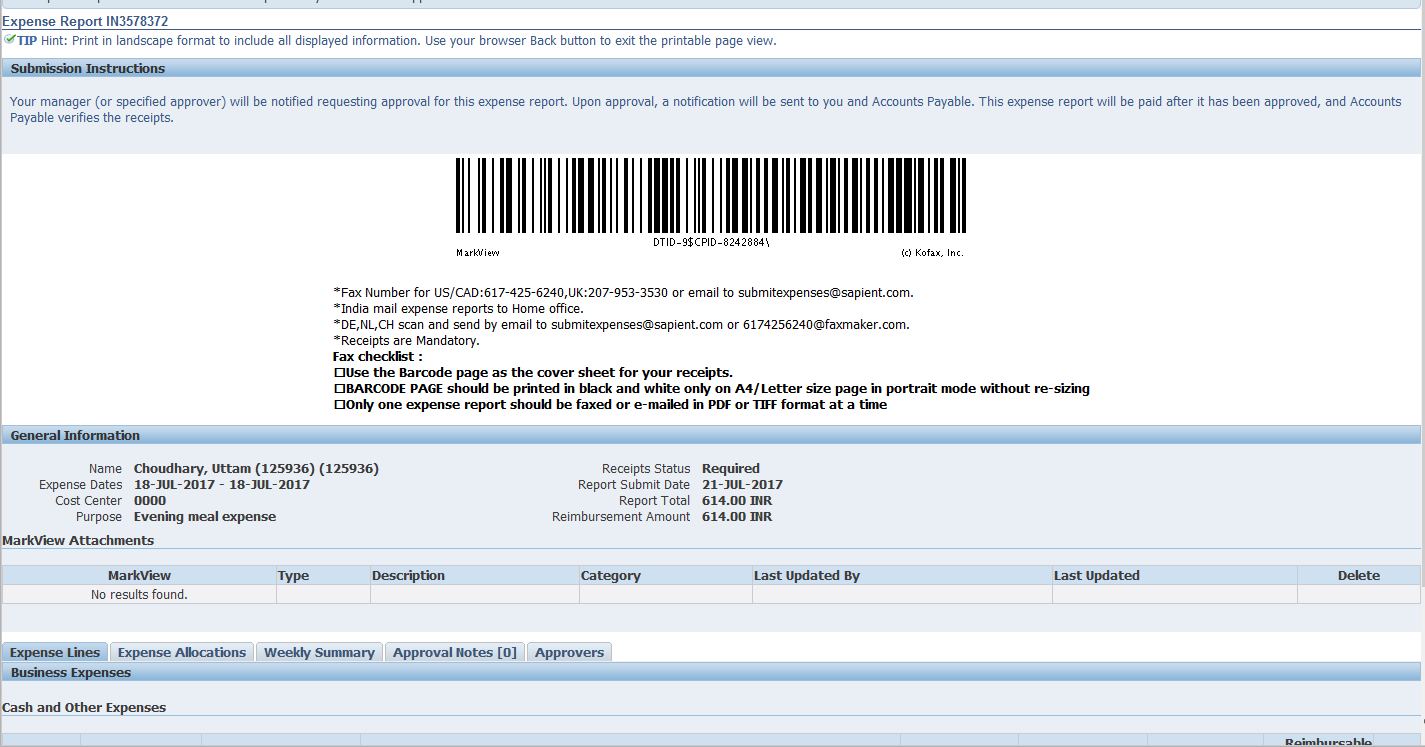 Expense Report IN3578372
TIP Hint: Print in landscape format to include all displayed information. Use your browser Back button to exit the printable page view.
Submission Instructions
Your manager (or specified approver) will be notified requesting approval for this expense report. Upon approval, a notification will be sent to you and Accounts Payable. This expense report will be paid after it has been approved, and Accounts
Payable verifies the receipts.
DTID-9$CPID-8242884\
MarkView (c) Kofax, Inc.
*Fax Number for US/CAD:617-425-6240,UK:207-953-3530 or email to submitexpenses@sapient.com.
*India mail expense reports to Home office.
*DE,NL,CH scan and send by email to submitexpenses@sapient.com or 6174256240@faxmaker.com.
*Receipts are Mandatory.
Fax checklist :
☐Use the Barcode page as the cover sheet for your receipts.
☐BARCODE PAGE should be printed in black and white only on A4/Letter size page in portrait mode without re-sizing
☐Only one expense report should be faxed or e-mailed in PDF or TIFF format at a time
General Information
Name Choudhary, Uttam (125936) (125936) Receipts Status Required
Expense Dates 18-JUL-2017 - 18-JUL-2017 Report Submit Date 21-JUL-2017
Cost Center 0000 Report Total 614.00 INR
Purpose Evening meal expense Reimbursement Amount 614.00 INR
MarkView Attachments
MarkView Type Description Category Last Updated By Last Updated Delete
No results found.
Expense Lines Expense Allocations Weekly Summary Approval Notes [0] Approvers
Business Expenses
Cash and Other Expenses
Reimbursable